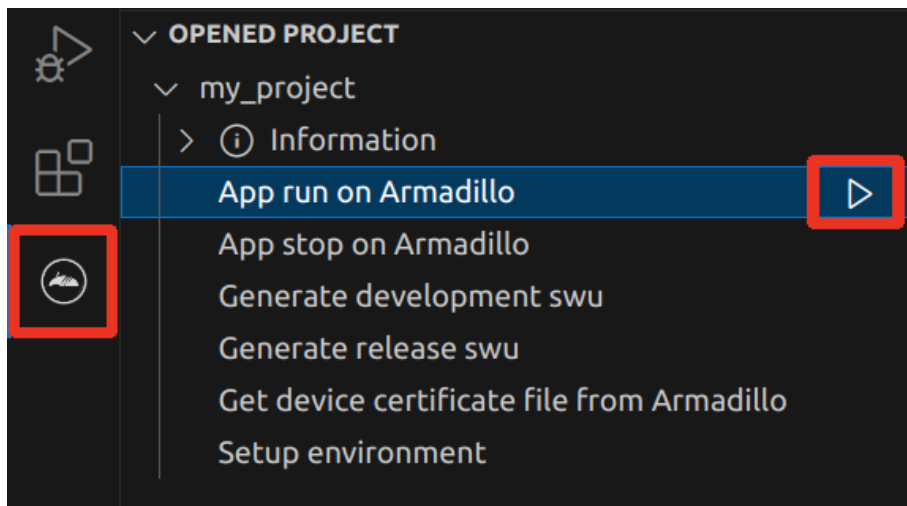 OPENED PROJECT
my_project
Information
App run on Armadillo
App stop on Armadillo
Generate development swu
Generate release swu
Get device certificate file from Armadillo
Setup environment